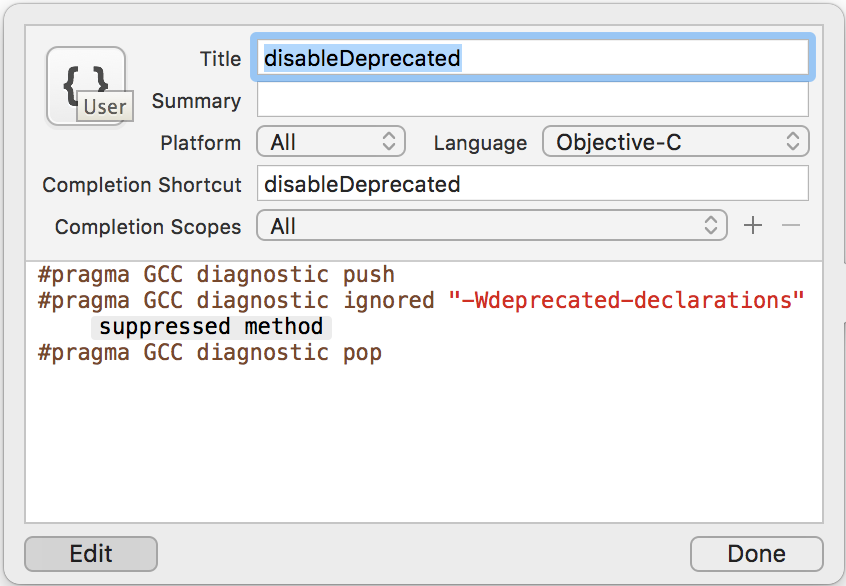 Title disableDeprecated
{ }
User
Summary
Platform All Language Objective-C
Completion Shortcut disableDeprecated
Completion Scopes All + −
#pragma GCC diagnostic push
#pragma GCC diagnostic ignored "-Wdeprecated-declarations"
suppressed method
#pragma GCC diagnostic pop
Edit Done